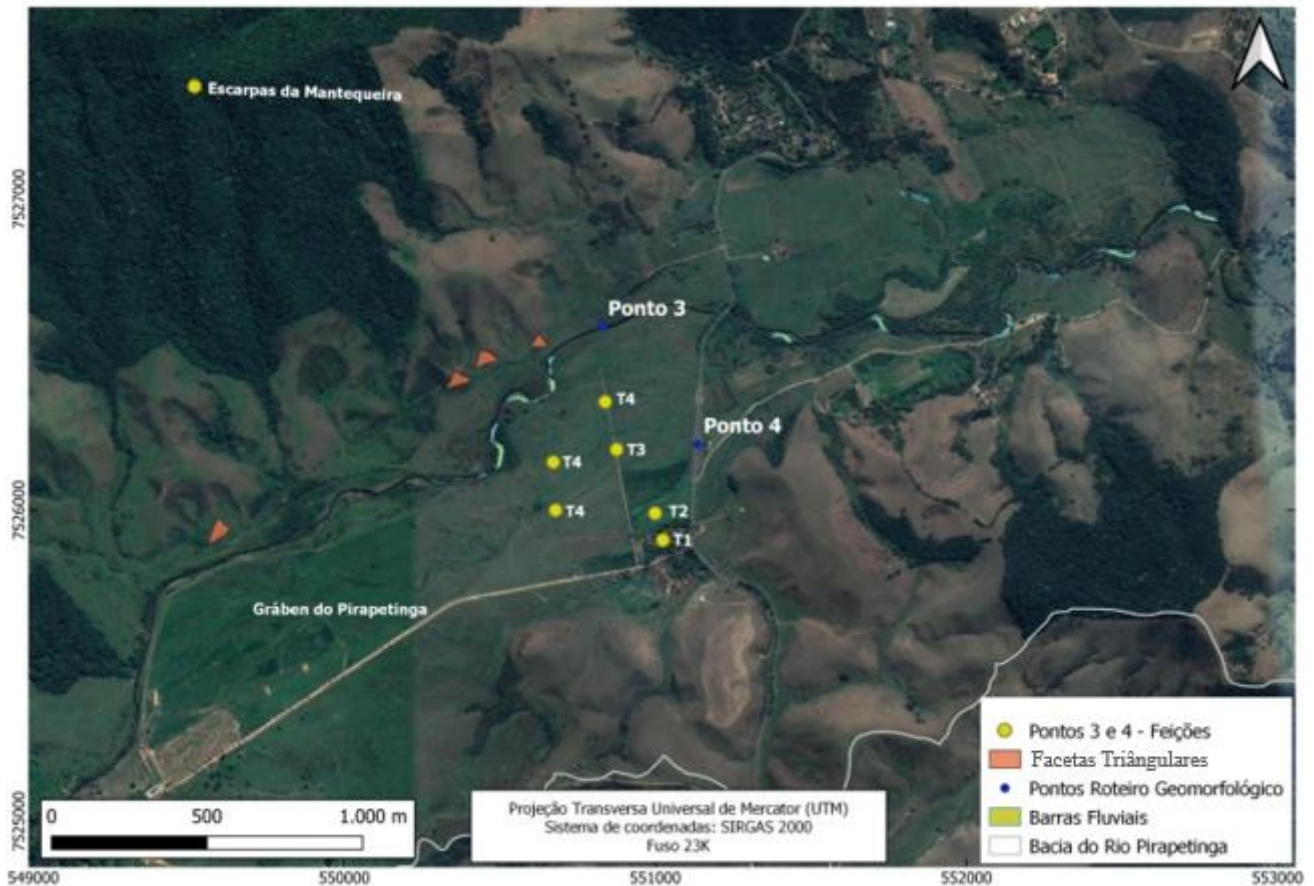 Escarpas da Mantequeira
7527000
Ponto 3
T4
Ponto 4
T3
T4
7526000
T4
T2
T1
Gráben do Pirapetinga
Pontos 3 e 4 - Feições
Facetas Triângulares
Pontos Roteiro Geomorfológico
Barras Fluviais
Bacia do Rio Pirapetinga
0 500 1.000 m
Projeção Transversa Universal de Mercator (UTM)
Sistema de coordenadas: SIRGAS 2000
Fuso 23K
7525000
549000 550000 551000 552000 553000